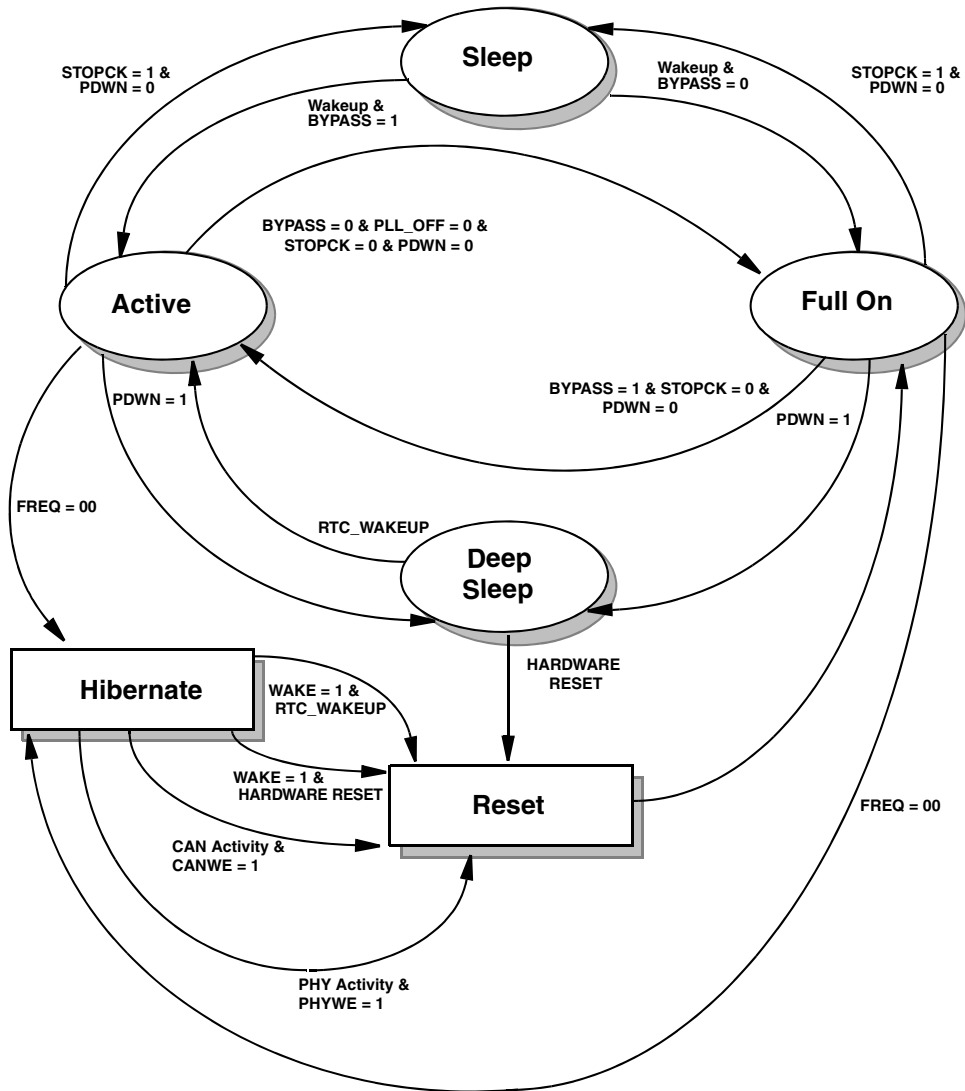 Sleep
STOPCK = 1 &
PDWN = 0
Wakeup &
BYPASS = 1
Wakeup &
BYPASS = 0
STOPCK = 1 &
PDWN = 0
BYPASS = 0 & PLL_OFF = 0 &
STOPCK = 0 & PDWN = 0
Active
Full On
PDWN = 1
BYPASS = 1 & STOPCK = 0 &
PDWN = 0
PDWN = 1
FREQ = 00
RTC_WAKEUP
Deep
Sleep
HARDWARE
RESET
Hibernate
WAKE = 1 &
RTC_WAKEUP
WAKE = 1 &
HARDWARE RESET
Reset
FREQ = 00
CAN Activity &
CANWE = 1
PHY Activity &
PHYWE = 1